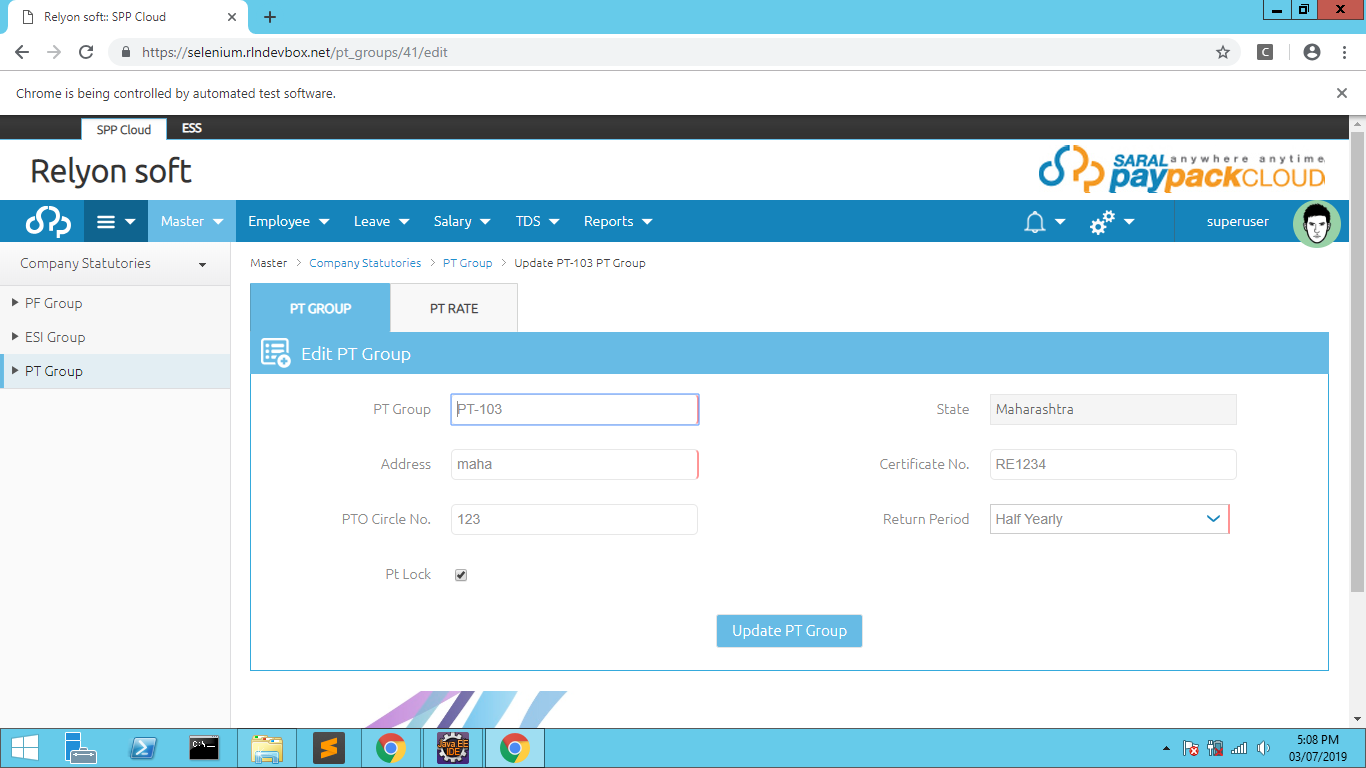 Relyon soft:: SPP Cloud
https://selenium.rlndevbox.net/pt_groups/41/edit
C
Chrome is being controlled by automated test software.
SPP Cloud ESS
Relyon soft
SARAL anywhere anytime
paypackCLOUD
Master Employee Leave Salary TDS Reports superuser
Company Statutories
Master > Company Statutories > PT Group > Update PT-103 PT Group
PF Group
ESI Group
PT Group
PT GROUP PT RATE
Edit PT Group
PT Group PT-103 State Maharashtra
Address maha Certificate No. RE1234
PTO Circle No. 123 Return Period Half Yearly
Pt Lock
Update PT Group
C:\_
Java EE
IDE
5:08 PM
03/07/2019